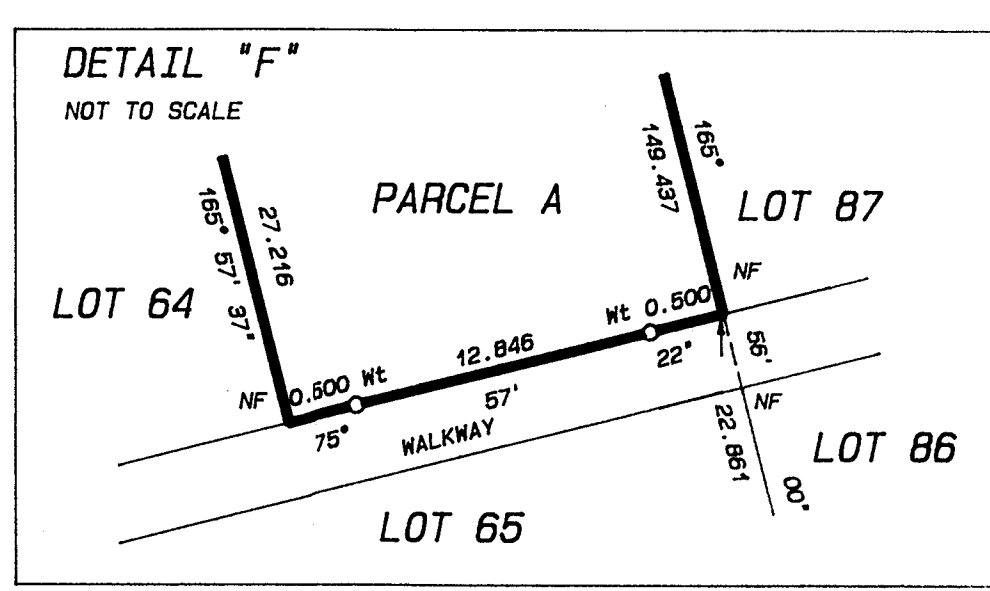 DETAIL "F"
NOT TO SCALE
PARCEL A
165°
149.437
LOT 87
165° 57' 37"
27.216
LOT 64
NF
Wt 0.500
NF
0.500 Wt
12.846
22"
56'
57'
75°
WALKWAY
NF
22.861
LOT 86
00"
LOT 65